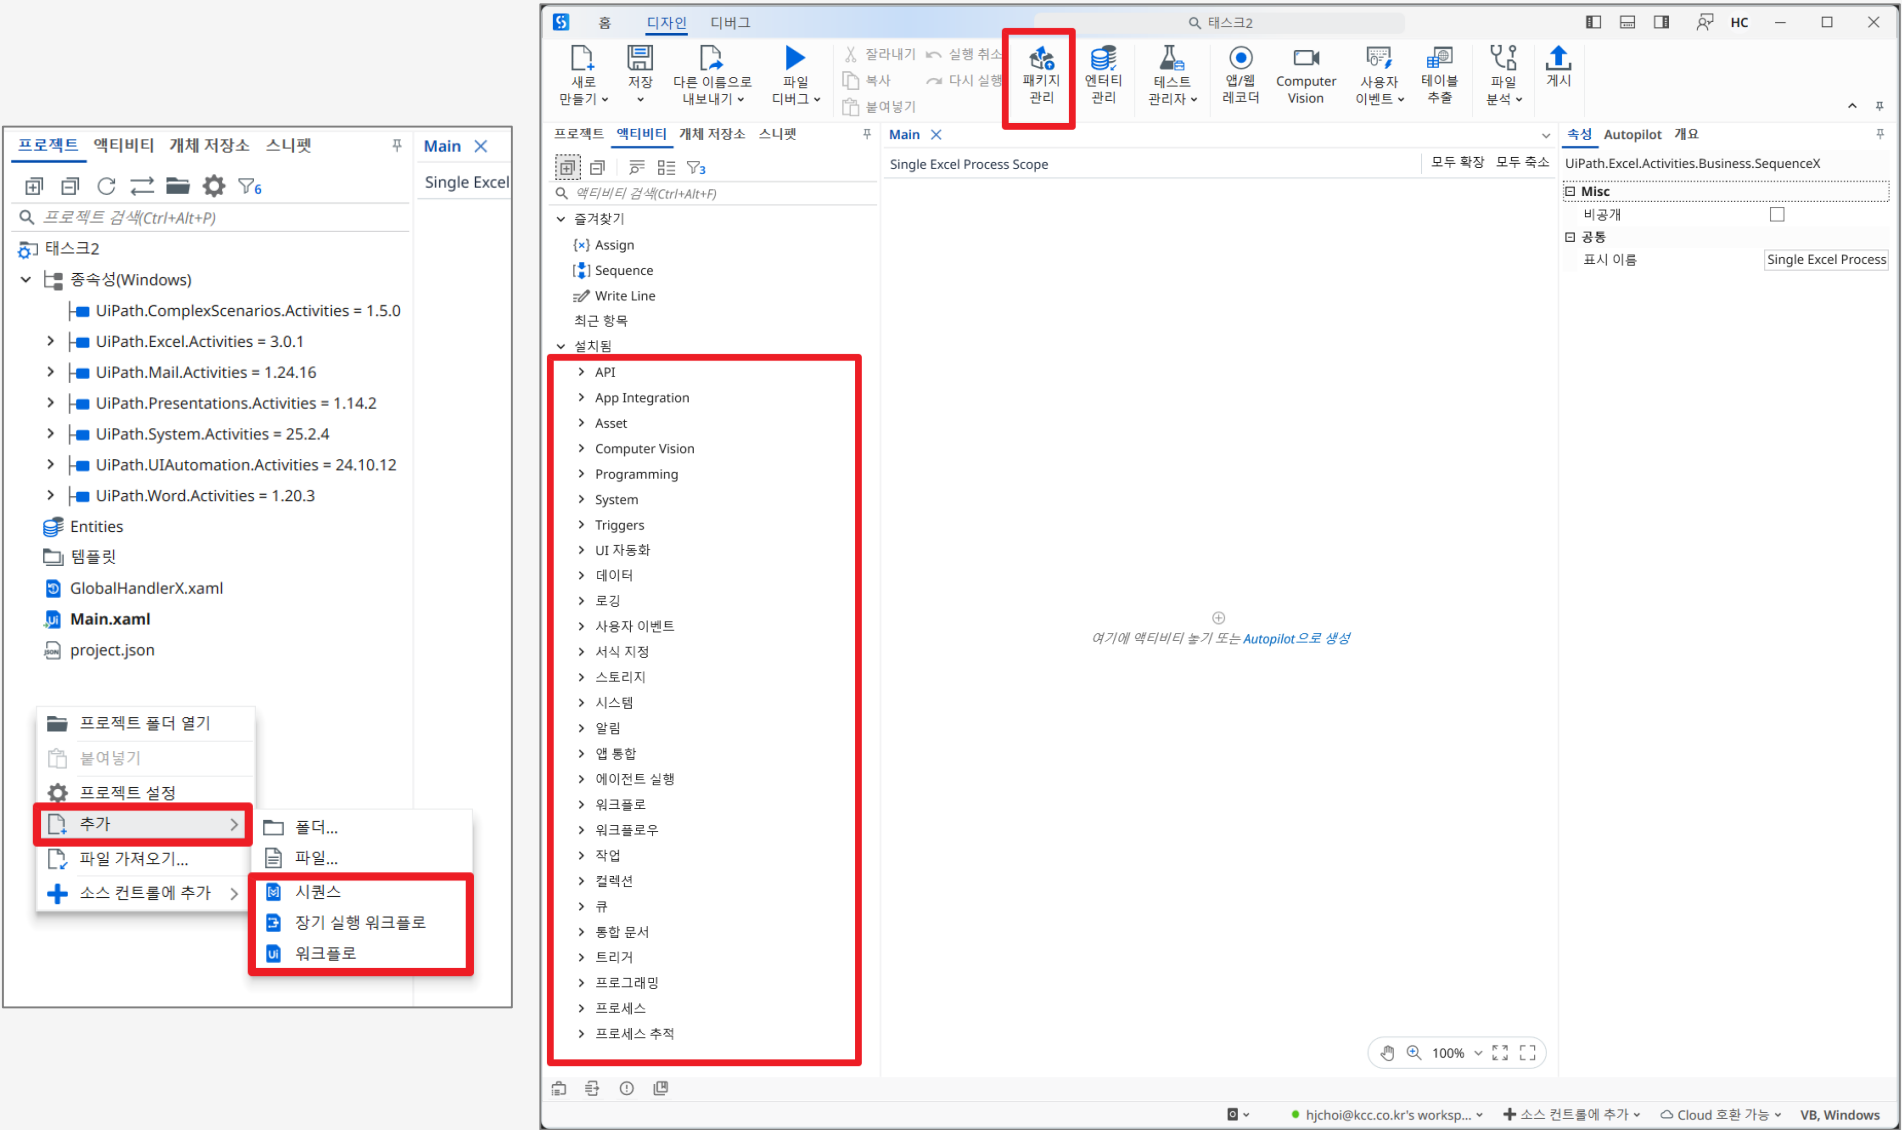 프로젝트 액티비티 개체 저장소 스니펫
Main
Single Excel
6
프로젝트 검색(Ctrl+Alt+P)
태스크2
종속성(Windows)
UiPath.ComplexScenarios.Activities = 1.5.0
UiPath.Excel.Activities = 3.0.1
UiPath.Mail.Activities = 1.24.16
UiPath.Presentations.Activities = 1.14.2
UiPath.System.Activities = 25.2.4
UiPath.UIAutomation.Activities = 24.10.12
UiPath.Word.Activities = 1.20.3
Entities
템플릿
GlobalHandlerX.xaml
Main.xaml
project.json
프로젝트 폴더 열기
붙여넣기
프로젝트 설정
추가
파일 가져오기...
소스 컨트롤에 추가
폴더...
파일...
시퀀스
장기 실행 워크플로
워크플로
홈 디자인 디버그
태스크2
HC
새로 만들기
저장
다른 이름으로 내보내기
파일 디버그
잘라내기
복사
붙여넣기
실행 취소
다시 실행
패키지 관리
엔터티 관리
테스트 관리자
앱/웹 레코더
Computer Vision
사용자 이벤트
테이블 추출
파일 분석
게시
프로젝트 액티비티 개체 저장소 스니펫
3
액티비티 검색(Ctrl+Alt+F)
즐겨찾기
Assign
Sequence
Write Line
최근 항목
설치됨
API
App Integration
Asset
Computer Vision
Programming
System
Triggers
UI 자동화
데이터
로깅
사용자 이벤트
서식 지정
스토리지
시스템
알림
앱 통합
에이전트 실행
워크플로
워크플로우
작업
컬렉션
큐
통합 문서
트리거
프로그래밍
프로세스
프로세스 추적
Main
Single Excel Process Scope
모두 확장 모두 축소
여기에 액티비티 놓기 또는 Autopilot으로 생성
100%
속성 Autopilot 개요
UiPath.Excel.Activities.Business.SequenceX
Misc
비공개
공통
표시 이름
Single Excel Process
hjchoi@kcc.co.kr's worksp...
소스 컨트롤에 추가
Cloud 호환 가능
VB, Windows